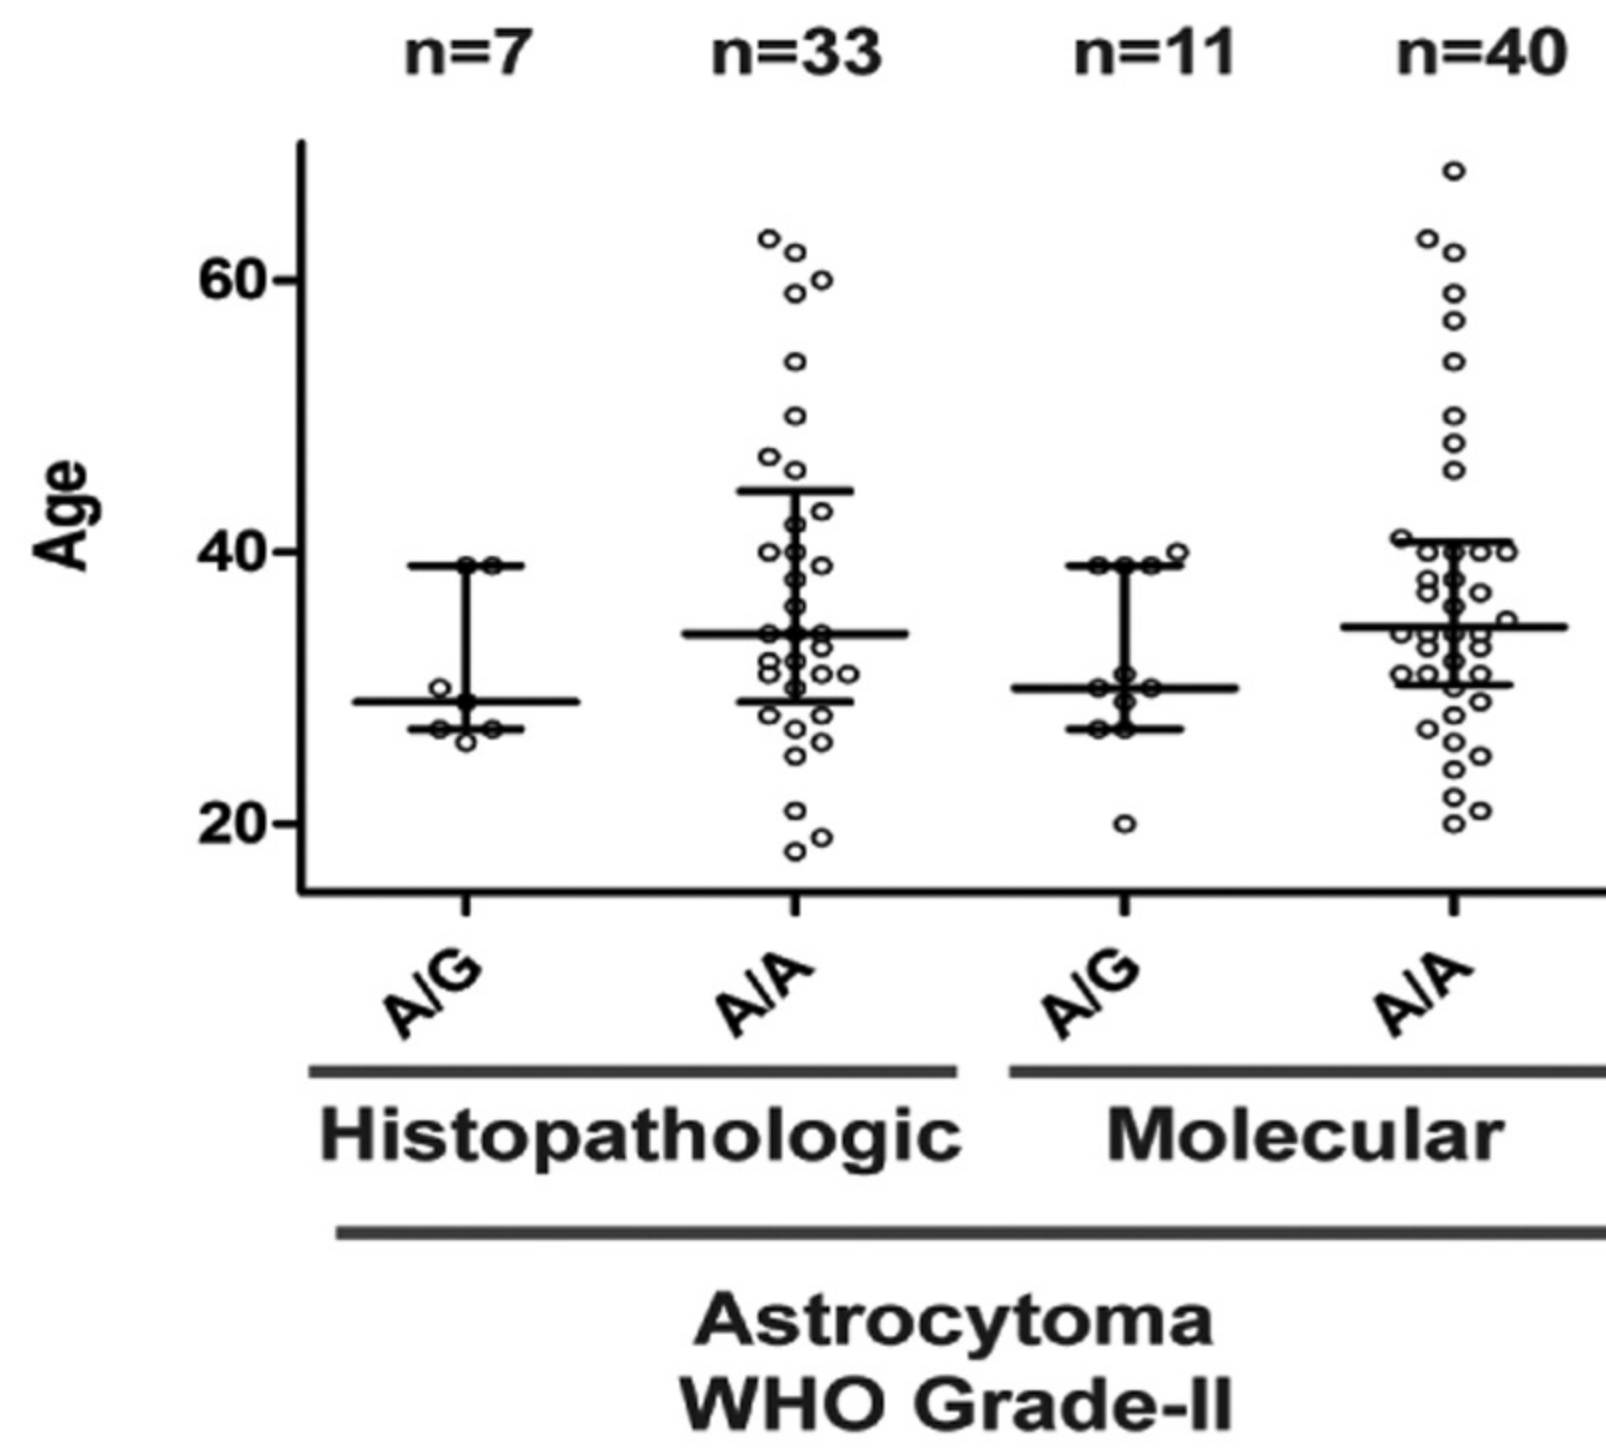 n=7 n=33 n=11 n=40
Age
60
40
20
A/G A/A A/G A/A
Histopathologic Molecular
Astrocytoma
WHO Grade-II